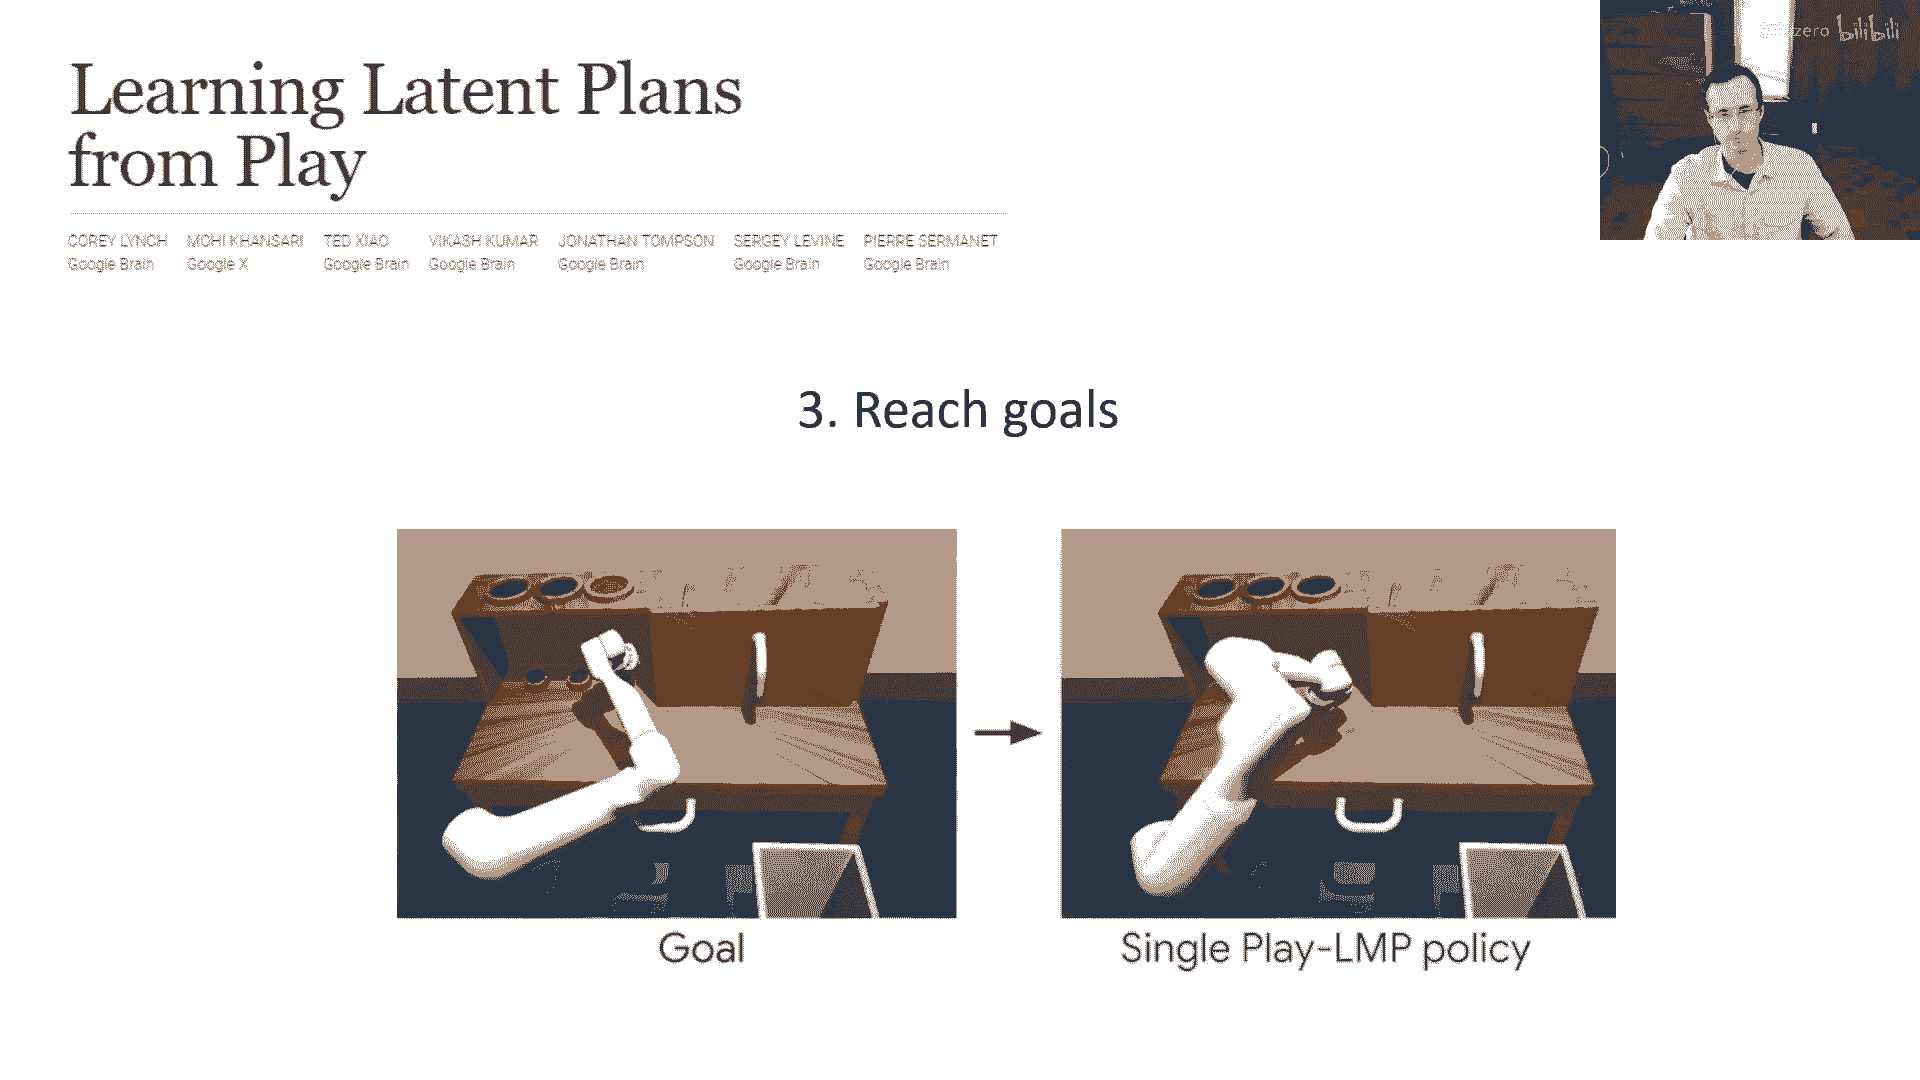 Learning Latent Plans
from Play
zero bilibili
COREY LYNCH MOHI KHANSARI TED XIAO VIKASH KUMAR JONATHAN TOMPSON SERGEY LEVINE PIERRE SERMANET
Google Brain Google X Google Brain Google Brain Google Brain Google Brain Google Brain
3. Reach goals
Goal
Single Play-LMP policy